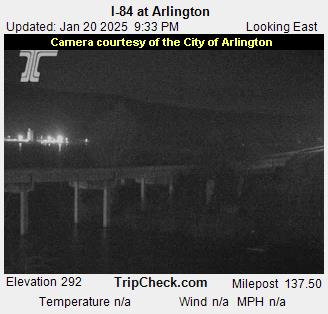 I-84 at Arlington
Updated: Jan 20 2025 9:33 PM Looking East
Camera courtesy of the City of Arlington
Elevation 292 TripCheck.com Milepost 137.50
Temperature n/a Wind n/a MPH n/a